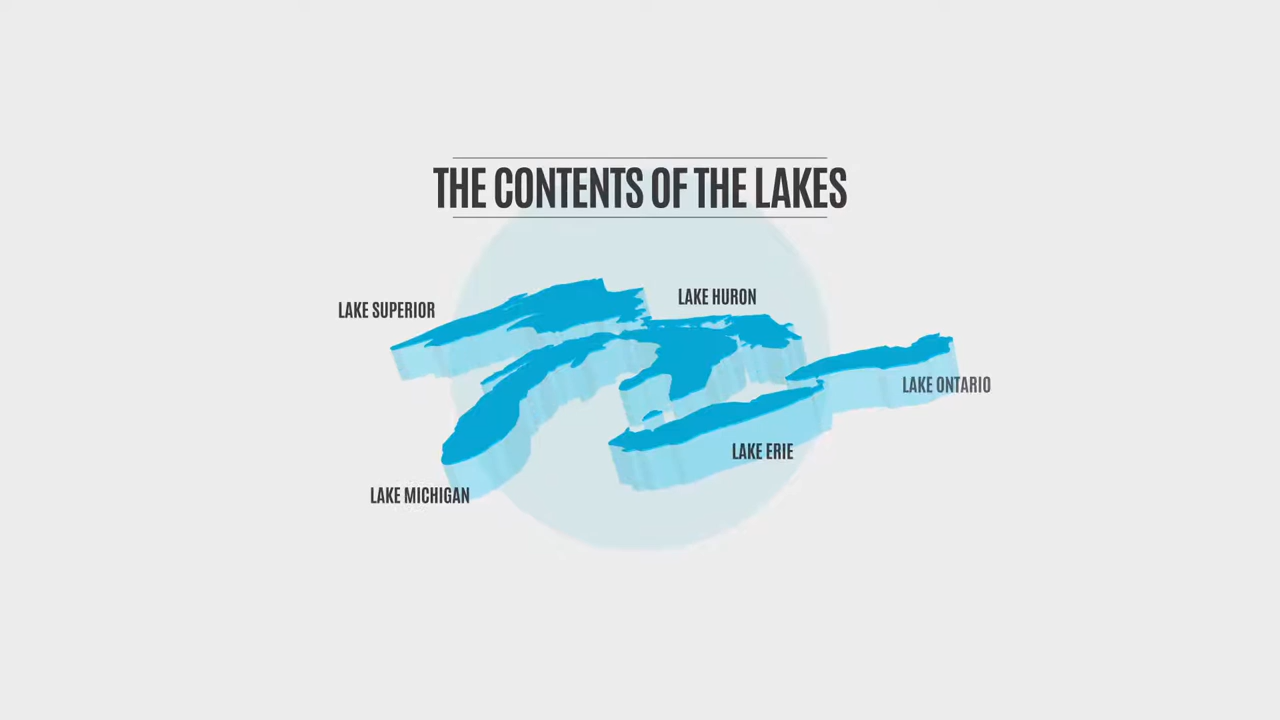 THE CONTENTS OF THE LAKES
LAKE SUPERIOR
LAKE HURON
LAKE ONTARIO
LAKE ERIE
LAKE MICHIGAN